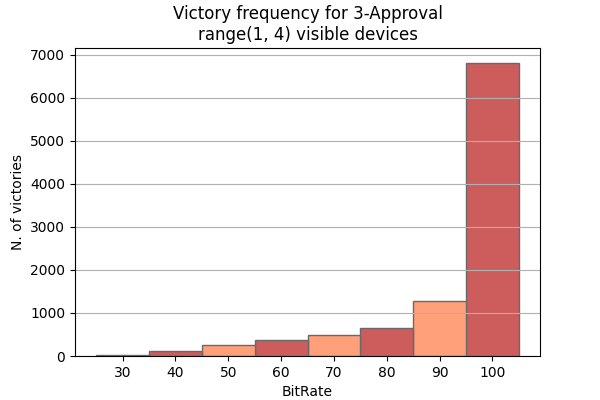 Victory frequency for 3-Approval
range(1, 4) visible devices
N. of victories
7000
6000
5000
4000
3000
2000
1000
0
30 40 50 60 70 80 90 100
BitRate